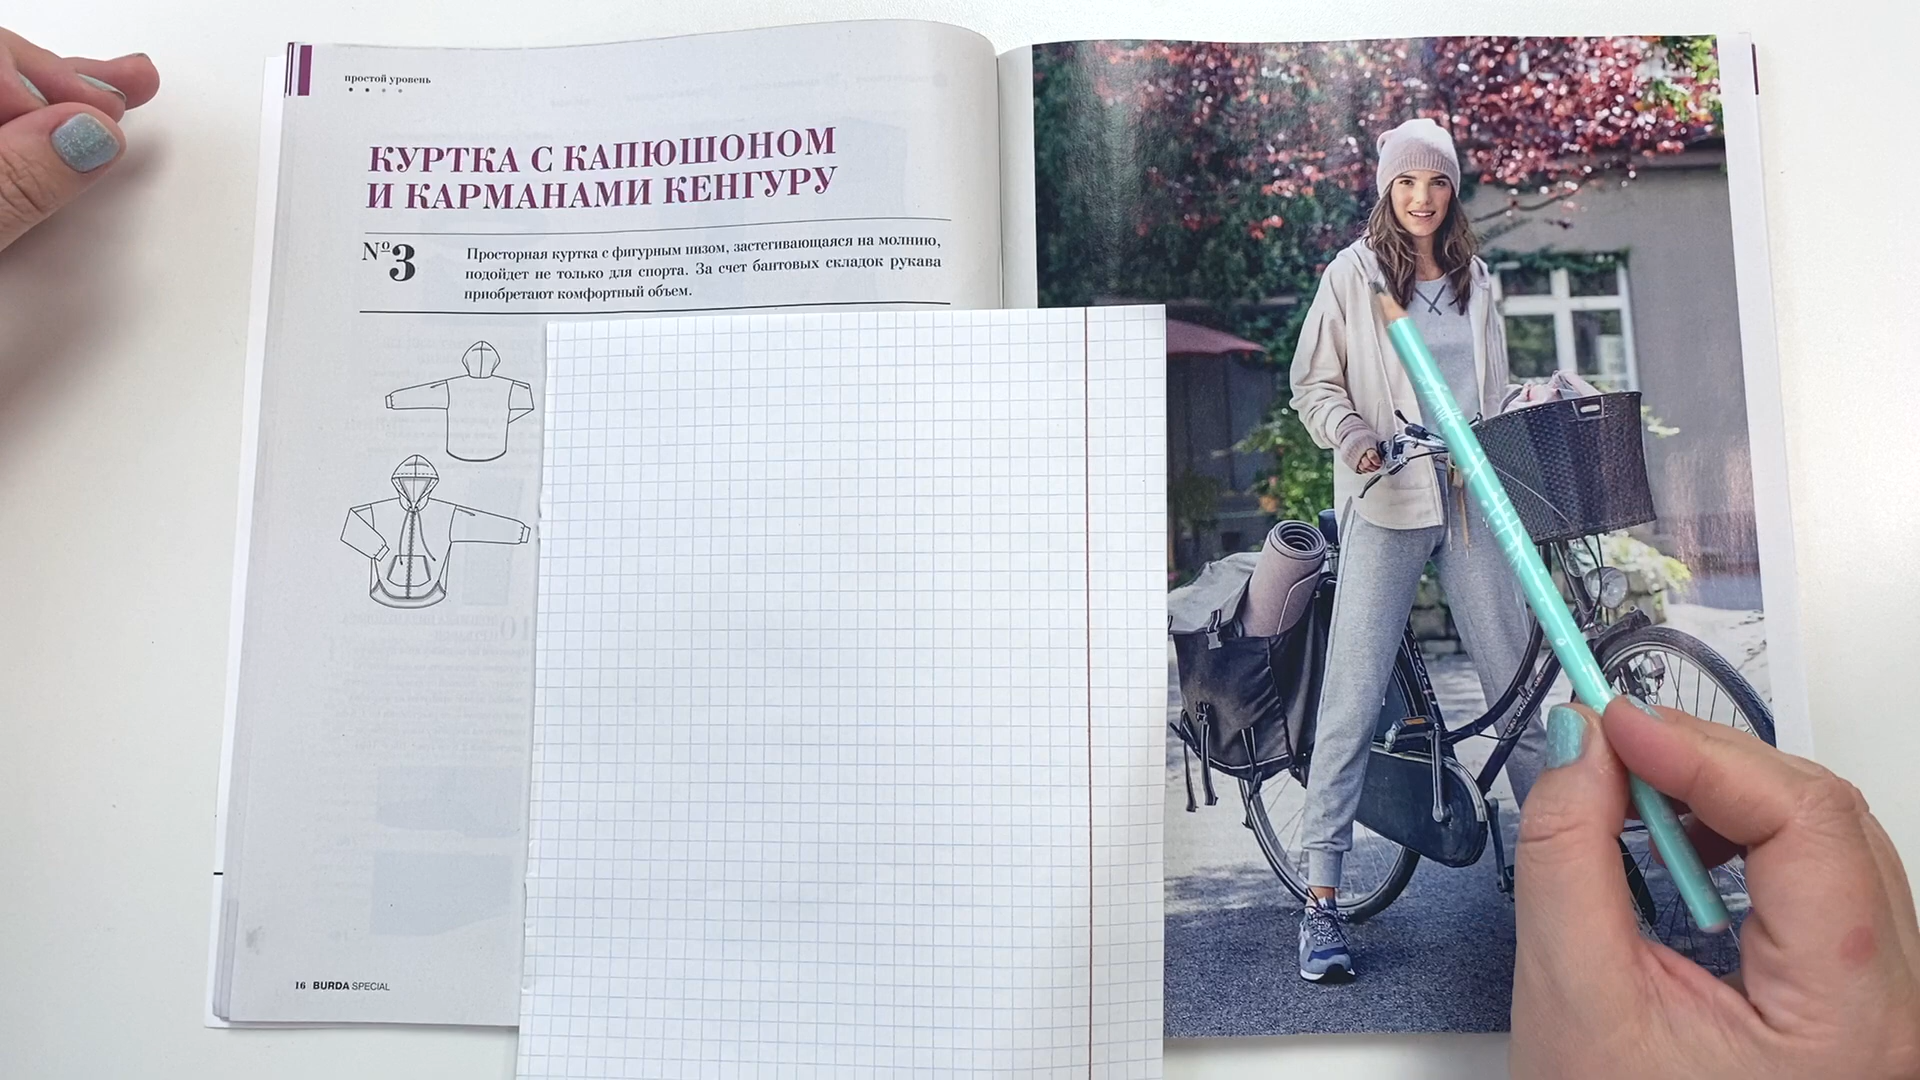 простой уровень
КУРТКА С КАПЮШОНОМ
И КАРМАНАМИ КЕНГУРУ
№3
Просторная куртка с фигурным низом, застегивающаяся на молнию,
подойдет не только для спорта. За счет бантовых складок рукава
приобретают комфортный объем.
16 BURDA SPECIAL